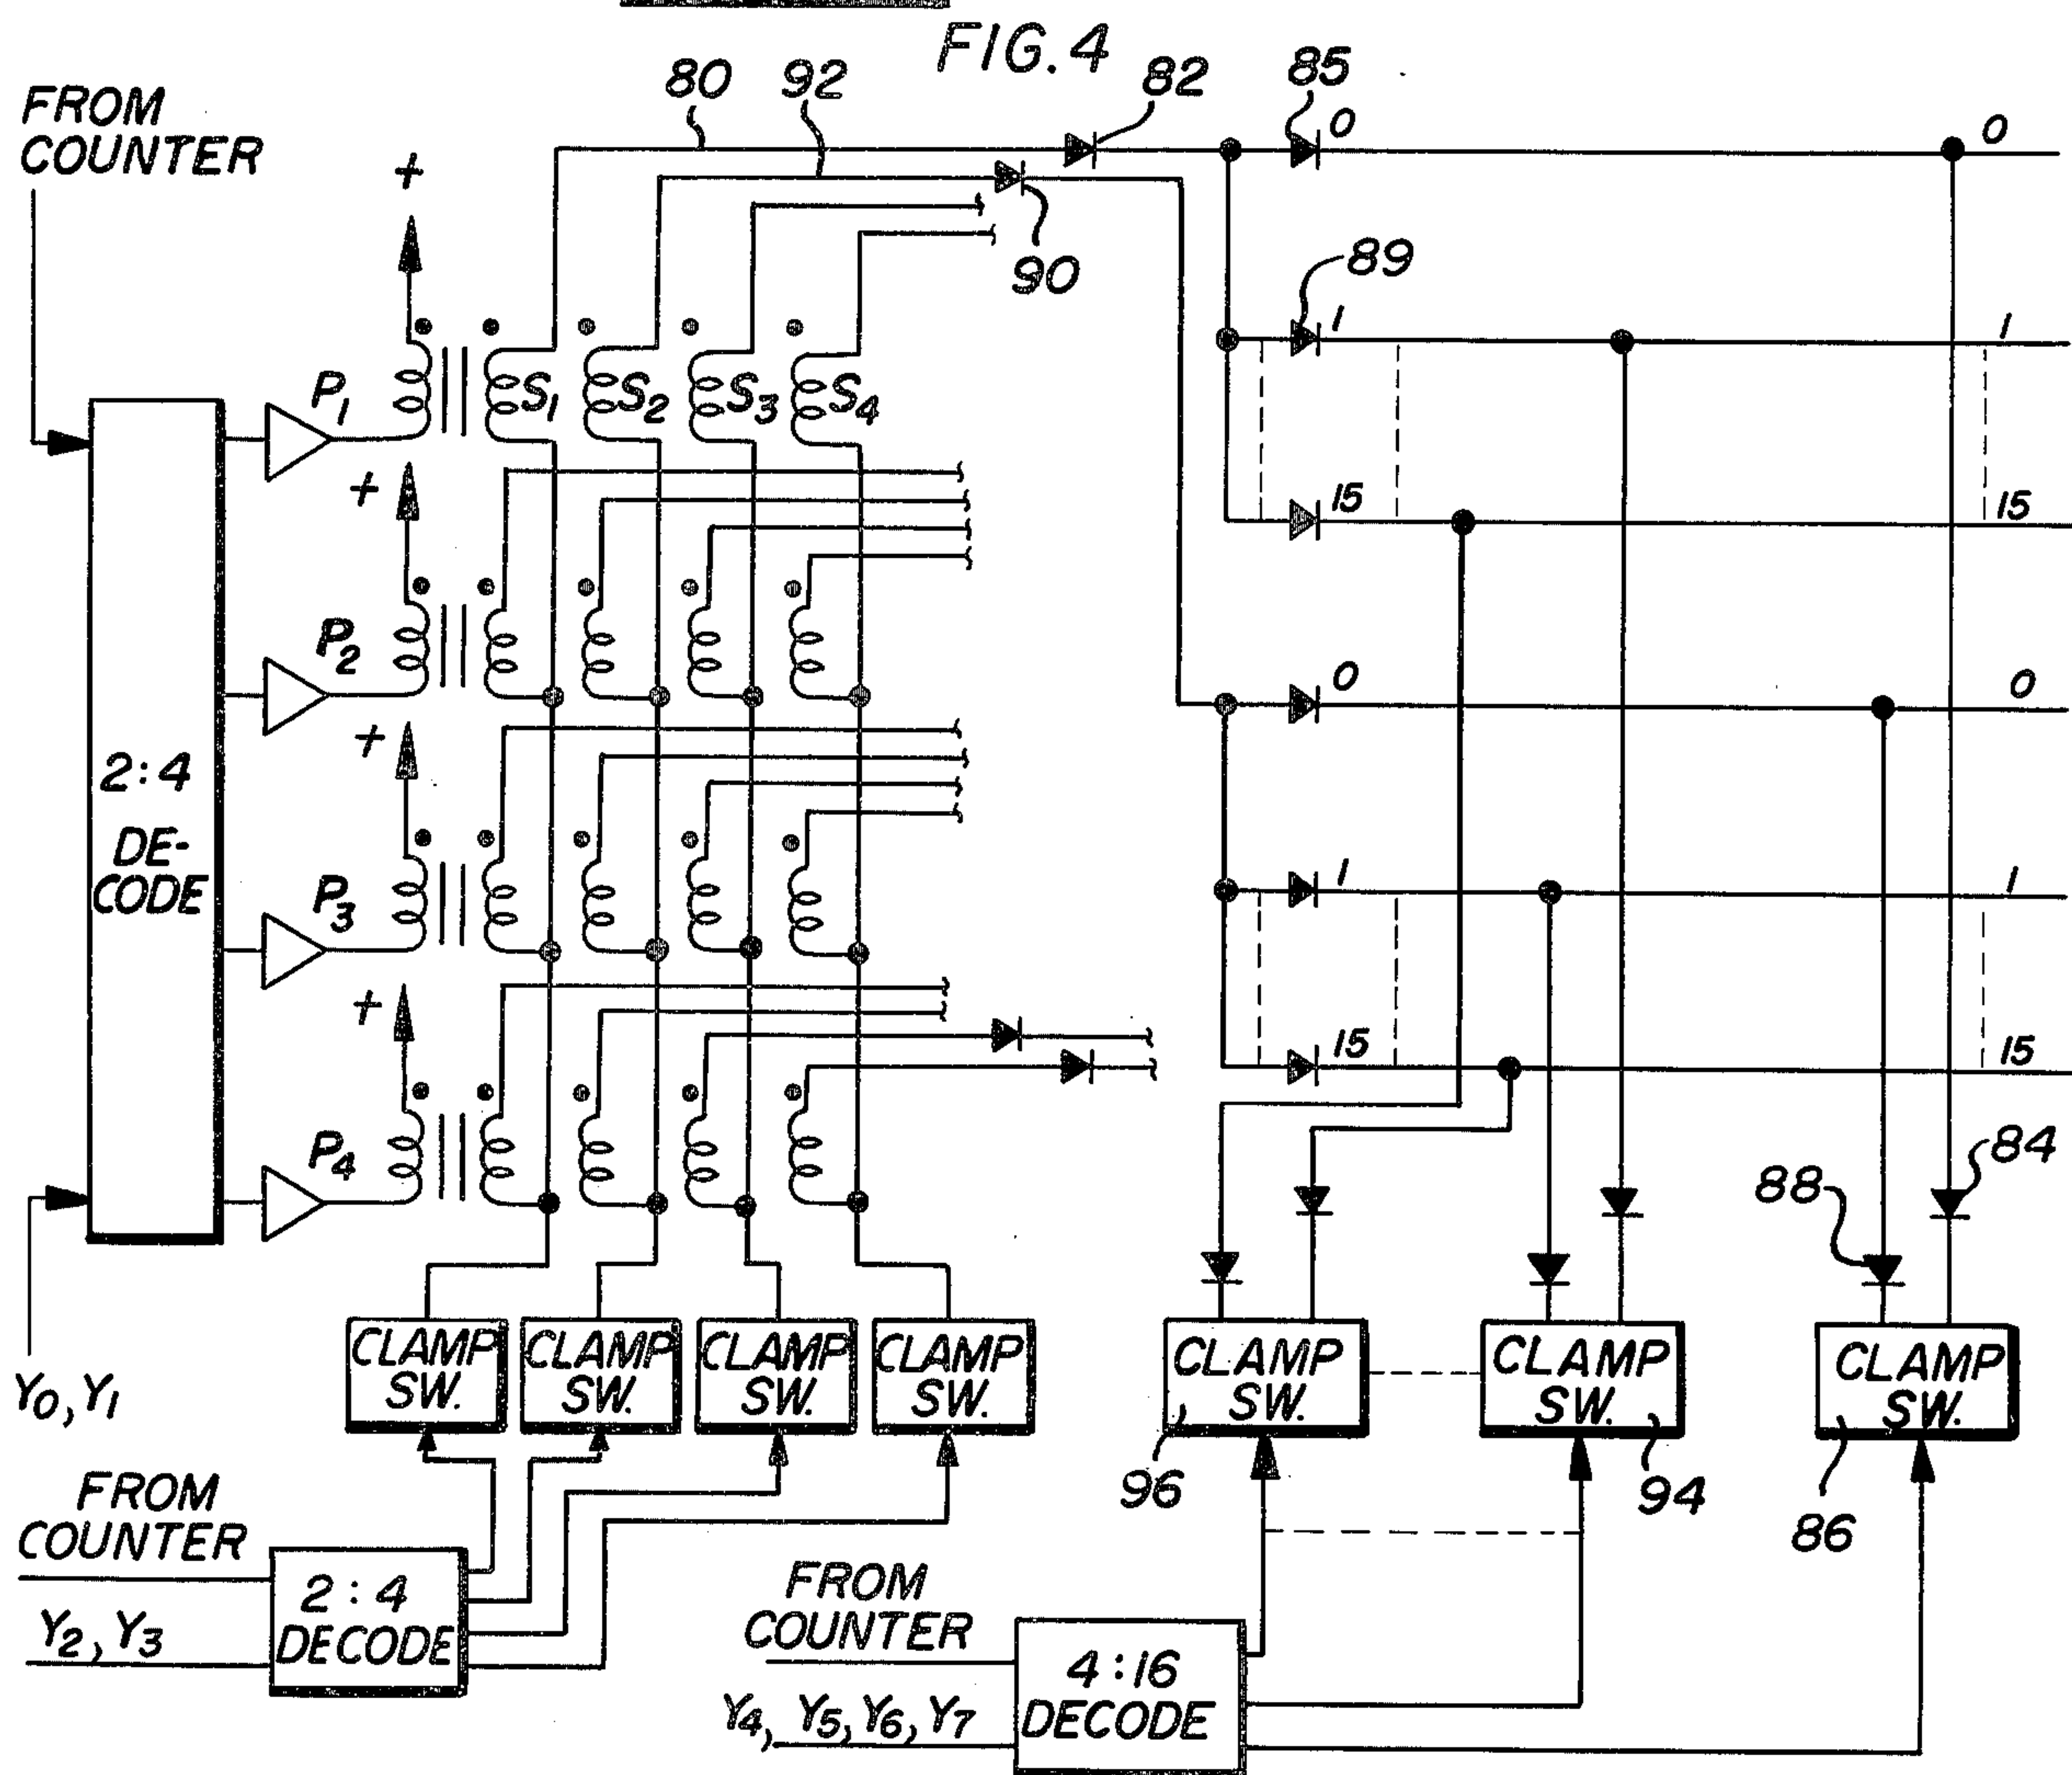 FIG. 4
80
92
82
85
FROM
COUNTER
+
0
0
90
89
1
1
P1
S1
S2
S3
S4
+
15
15
P2
0
0
+
2:4
DE-
CODE
P3
1
1
+
15
15
P4
88
84
CLAMP
SW.
CLAMP
SW.
CLAMP
SW.
CLAMP
SW.
CLAMP
SW.
CLAMP
SW.
CLAMP
SW.
Y0, Y1
96
94
86
FROM
COUNTER
2:4
DECODE
Y2, Y3
FROM
COUNTER
4:16
DECODE
Y4, Y5, Y6, Y7